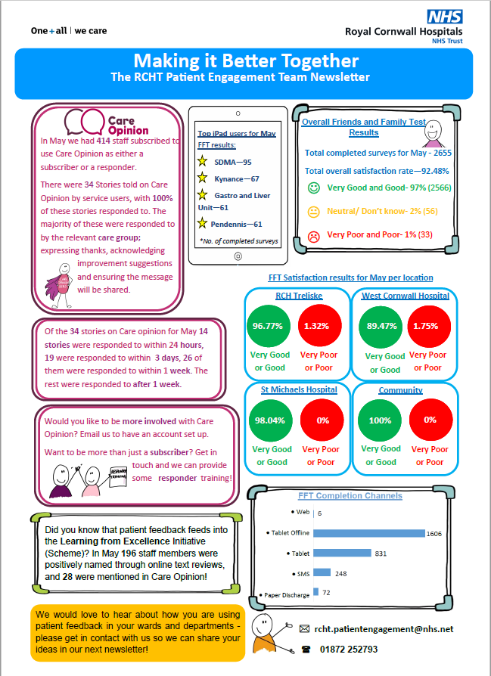 One + all | we care
NHS
Royal Cornwall Hospitals
NHS Trust
Making it Better Together
The RCHT Patient Engagement Team Newsletter
Care
Opinion
In May we had 414 staff subscribed to
use Care Opinion as either a
subscriber or a responder.
There were 34 Stories told on Care
Opinion by service users, with 100%
of these stories responded to. The
majority of these were responded to
by the relevant care group;
expressing thanks, acknowledging
improvement suggestions
and ensuring the message
will be shared.
Of the 34 stories on Care opinion for May 14
stories were responded to within 24 hours,
19 were responded to within 3 days, 26 of
them were responded to within 1 week. The
rest were responded to after 1 week.
Would you like to be more involved with Care
Opinion? Email us to have an account set up.
Want to be more than just a subscriber? Get in
touch and we can provide
some responder training!
Did you know that patient feedback feeds into
the Learning from Excellence Initiative
(Scheme)? In May 196 staff members were
positively named through online text reviews,
and 28 were mentioned in Care Opinion!
We would love to hear about how you are using
patient feedback in your wards and departments -
please get in contact with us so we can share your
ideas in our next newsletter!
Top iPad users for May
FFT results:
SDMA—95
Kynance—67
Gastro and Liver
Unit—61
Pendennis—61
*No. of completed surveys
Overall Friends and Family Test
Results
Total completed surveys for May - 2655
Total overall satisfaction rate—92.48%
Very Good and Good- 97% (2566)
Neutral/ Don't know- 2% (56)
Very Poor and Poor- 1% (33)
FFT Satisfaction results for May per location
RCH Treliske
96.77%
1.32%
Very Good
or Good
Very Poor
or Poor
West Cornwall Hospital
89.47%
1.75%
Very Good
or Good
Very Poor
or Poor
St Michaels Hospital
98.04%
0%
Very Good
or Good
Very Poor
or Poor
Community
100%
0%
Very Good
or Good
Very Poor
or Poor
FFT Completion Channels
• Web 6
• Tablet Offline 1606
• Tablet 831
• SMS 248
• Paper Discharge 72
rcht.patientengagement@nhs.net
01872 252793